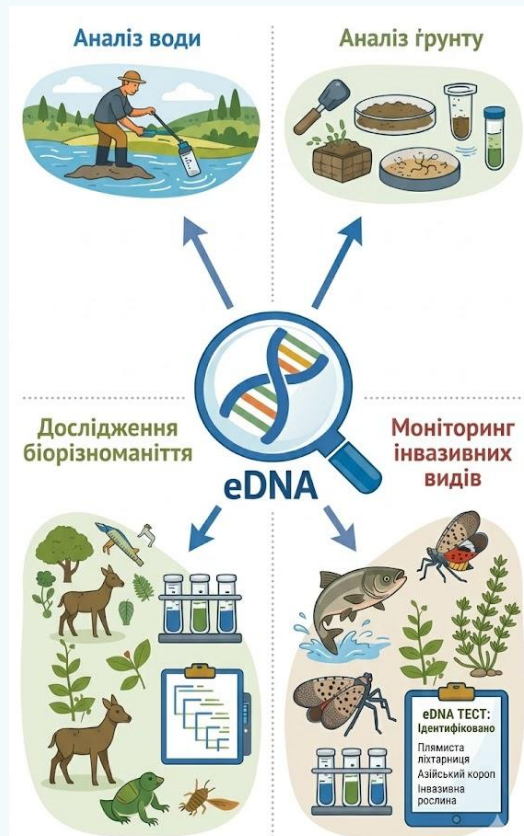 Аналіз води
Аналіз ґрунту
eDNA
Дослідження
біорізноманіття
Моніторинг
інвазивних
видів
eDNA ТЕСТ:
Ідентифіковано
Плямиста
ліхтарниця
Азійський короп
Інвазивна
рослина